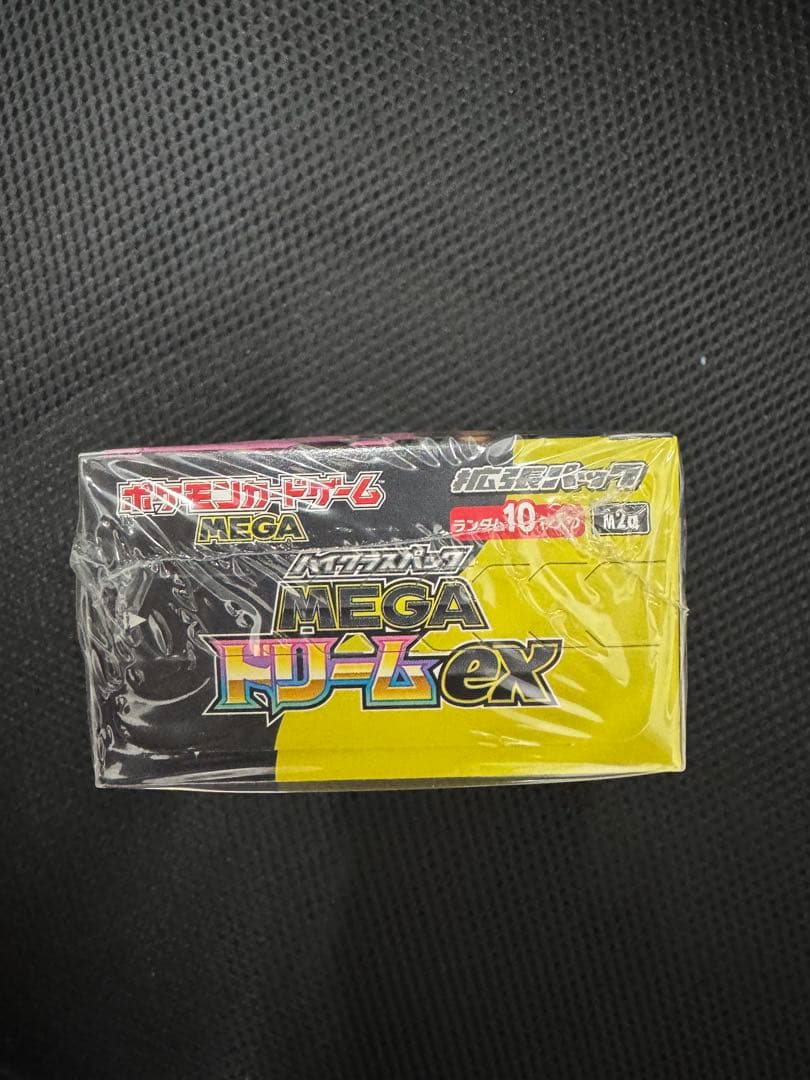 ポケモンカードゲーム
MEGA
拡張パック
ランダム10
M2a
ハイクラスパック
MEGA
ドリームex